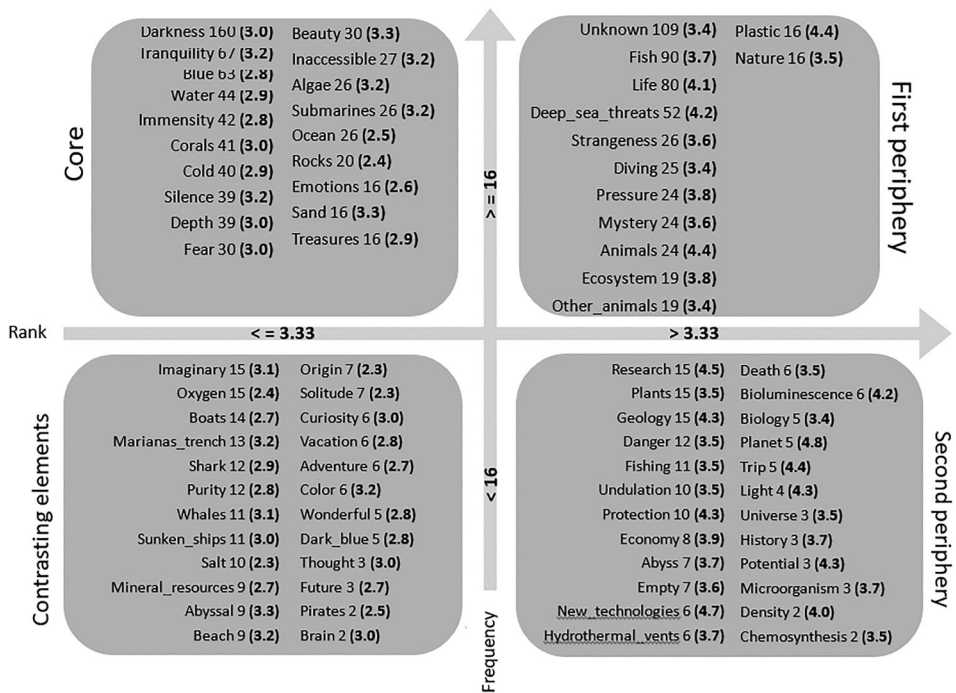 Core
Darkness 160 (3.0)
Tranquility 67 (3.2)
Blue 63 (2.8)
Water 44 (2.9)
Immensity 42 (2.8)
Corals 41 (3.0)
Cold 40 (2.9)
Silence 39 (3.2)
Depth 39 (3.0)
Fear 30 (3.0)
Beauty 30 (3.3)
Inaccessible 27 (3.2)
Algae 26 (3.2)
Submarines 26 (3.2)
Ocean 26 (2.5)
Rocks 20 (2.4)
Emotions 16 (2.6)
Sand 16 (3.3)
Treasures 16 (2.9)
> = 16
Unknown 109 (3.4)
Fish 90 (3.7)
Life 80 (4.1)
Deep_sea_threats 52 (4.2)
Strangeness 26 (3.6)
Diving 25 (3.4)
Pressure 24 (3.8)
Mystery 24 (3.6)
Animals 24 (4.4)
Ecosystem 19 (3.8)
Other_animals 19 (3.4)
Plastic 16 (4.4)
Nature 16 (3.5)
First periphery
Rank
< = 3.33
> 3.33
Contrasting elements
Imaginary 15 (3.1)
Oxygen 15 (2.4)
Boats 14 (2.7)
Marianas_trench 13 (3.2)
Shark 12 (2.9)
Purity 12 (2.8)
Whales 11 (3.1)
Sunken_ships 11 (3.0)
Salt 10 (2.3)
Mineral_resources 9 (2.7)
Abyssal 9 (3.3)
Beach 9 (3.2)
Origin 7 (2.3)
Solitude 7 (2.3)
Curiosity 6 (3.0)
Vacation 6 (2.8)
Adventure 6 (2.7)
Color 6 (3.2)
Wonderful 5 (2.8)
Dark_blue 5 (2.8)
Thought 3 (3.0)
Future 3 (2.7)
Pirates 2 (2.5)
Brain 2 (3.0)
< 16
Frequency
Research 15 (4.5)
Plants 15 (3.5)
Geology 15 (4.3)
Danger 12 (3.5)
Fishing 11 (3.5)
Undulation 10 (3.5)
Protection 10 (4.3)
Economy 8 (3.9)
Abyss 7 (3.7)
Empty 7 (3.6)
New_technologies 6 (4.7)
Hydrothermal_vents 6 (3.7)
Death 6 (3.5)
Bioluminescence 6 (4.2)
Biology 5 (3.4)
Planet 5 (4.8)
Trip 5 (4.4)
Light 4 (4.3)
Universe 3 (3.5)
History 3 (3.7)
Potential 3 (4.3)
Microorganism 3 (3.7)
Density 2 (4.0)
Chemosynthesis 2 (3.5)
Second periphery